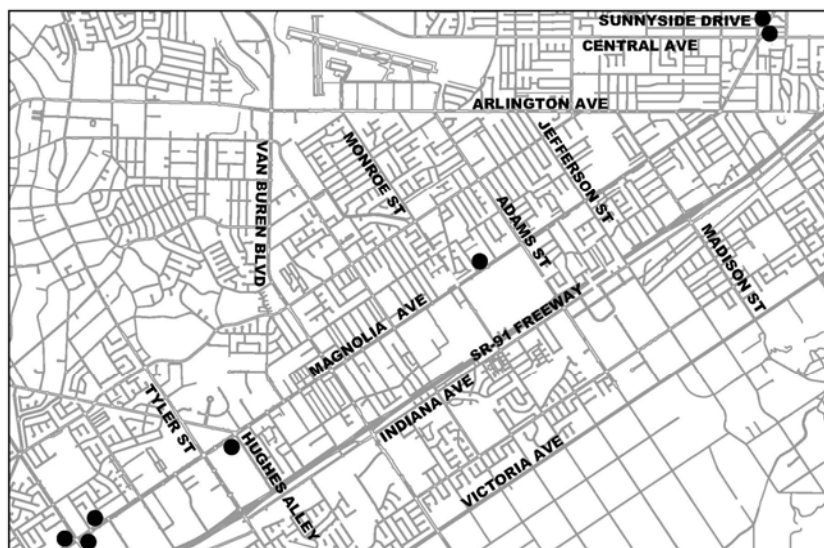 SUNNYSIDE DRIVE
CENTRAL AVE
ARLINGTON AVE
VAN BUREN BLVD
MONROE ST
JEFFERSON ST
ADAMS ST
MADISON ST
MAGNOLIA AVE
SR-91 FREEWAY
INDIANA AVE
TYLER ST
HUGHES ALLEY
VICTORIA AVE